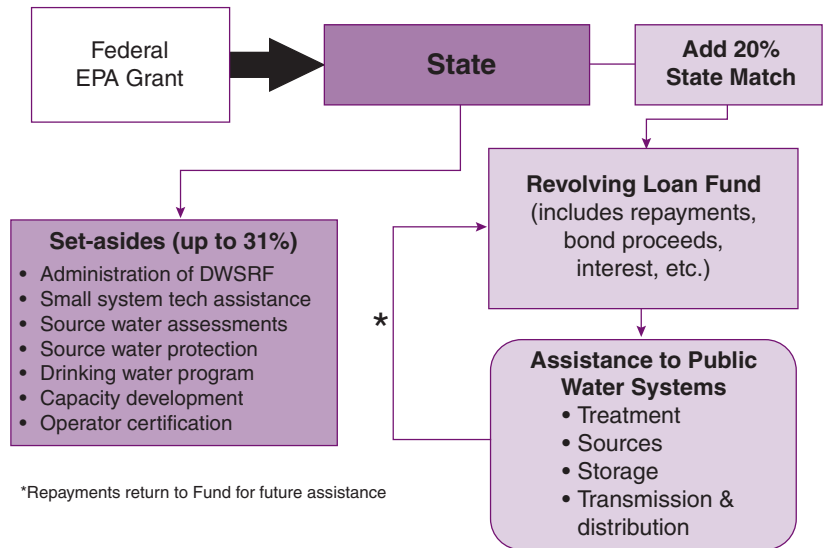 Federal
EPA Grant
State
Add 20%
State Match
Revolving Loan Fund
(includes repayments,
bond proceeds,
interest, etc.)
Set-asides (up to 31%)
• Administration of DWSRF
• Small system tech assistance
• Source water assessments
• Source water protection
• Drinking water program
• Capacity development
• Operator certification
*
Assistance to Public
Water Systems
• Treatment
• Sources
• Storage
• Transmission &
distribution
*Repayments return to Fund for future assistance